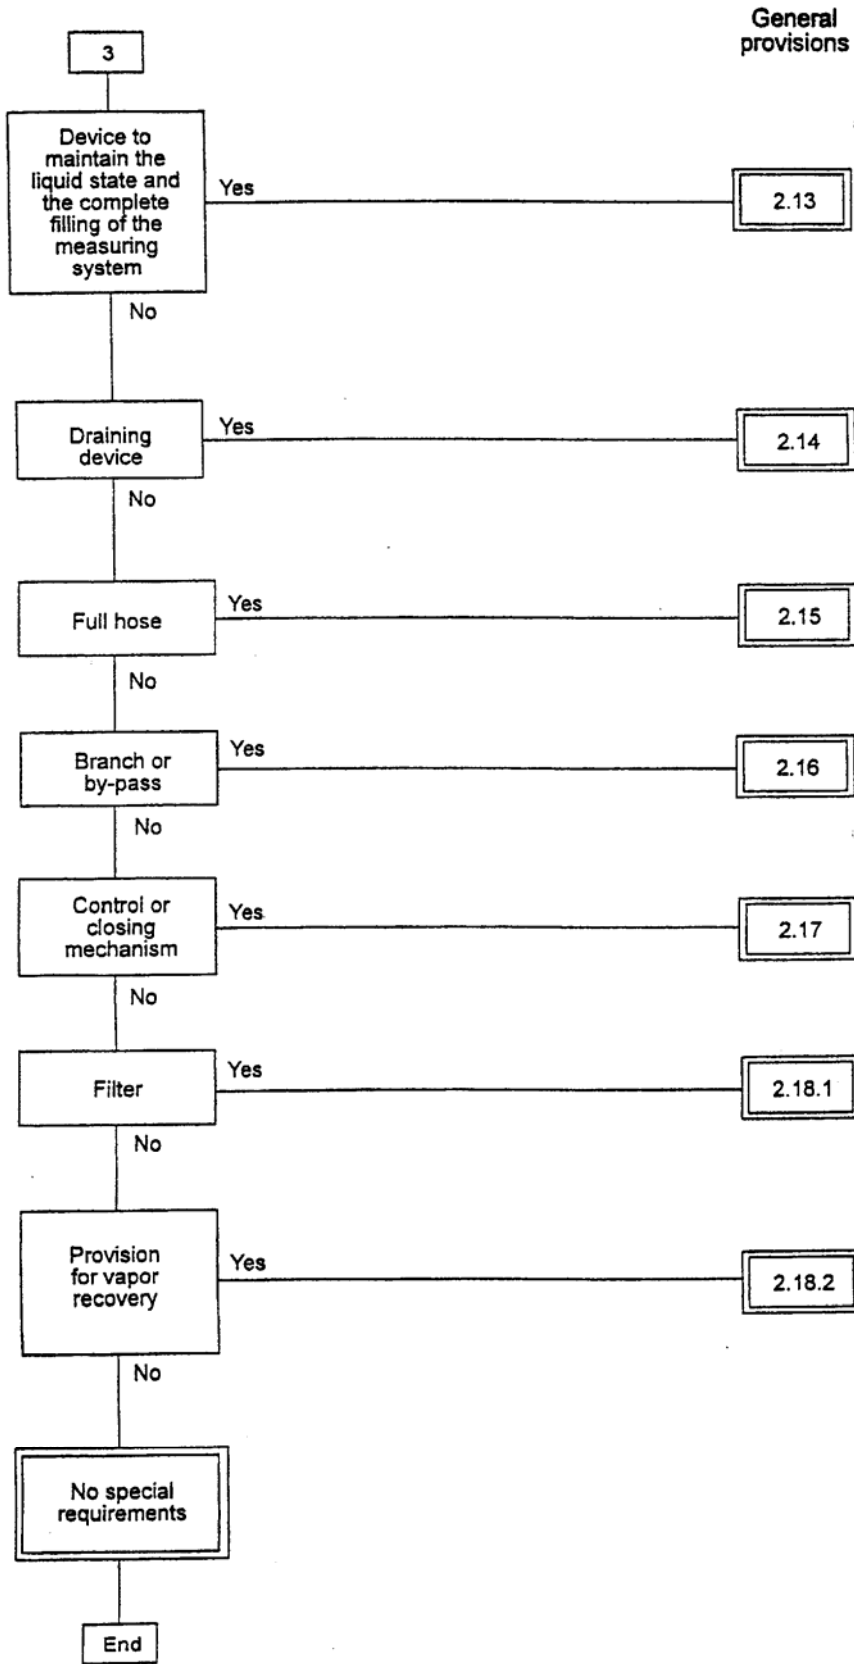 General
provisions
3
Device to
maintain the
liquid state and
the complete
filling of the
measuring
system
Yes
2.13
No
Draining
device
Yes
2.14
No
Full hose
Yes
2.15
No
Branch or
by-pass
Yes
2.16
No
Control or
closing
mechanism
Yes
2.17
No
Filter
Yes
2.18.1
No
Provision
for vapor
recovery
Yes
2.18.2
No
No special
requirements
End